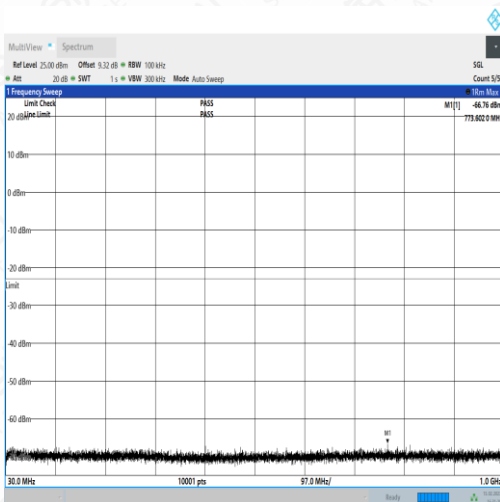 MultiView Spectrum
Ref Level 25.00 dBm Offset 9.32 dB RBW 100 kHz SGL
Att 20 dB SWT 1 s VBW 300 kHz Mode Auto Sweep Count 5/5
1 Frequency Sweep 1Rm Max
Limit Check PASS M1[1] -66.76 dBm
Line Limit PASS 773.6020 MH
20 dBm
10 dBm
0 dBm
-10 dBm
-20 dBm
Limit
-30 dBm
-40 dBm
-50 dBm
-60 dBm
M1
30.0 MHz 10001 pts 97.0 MHz/ 1.0 GHz
Ready